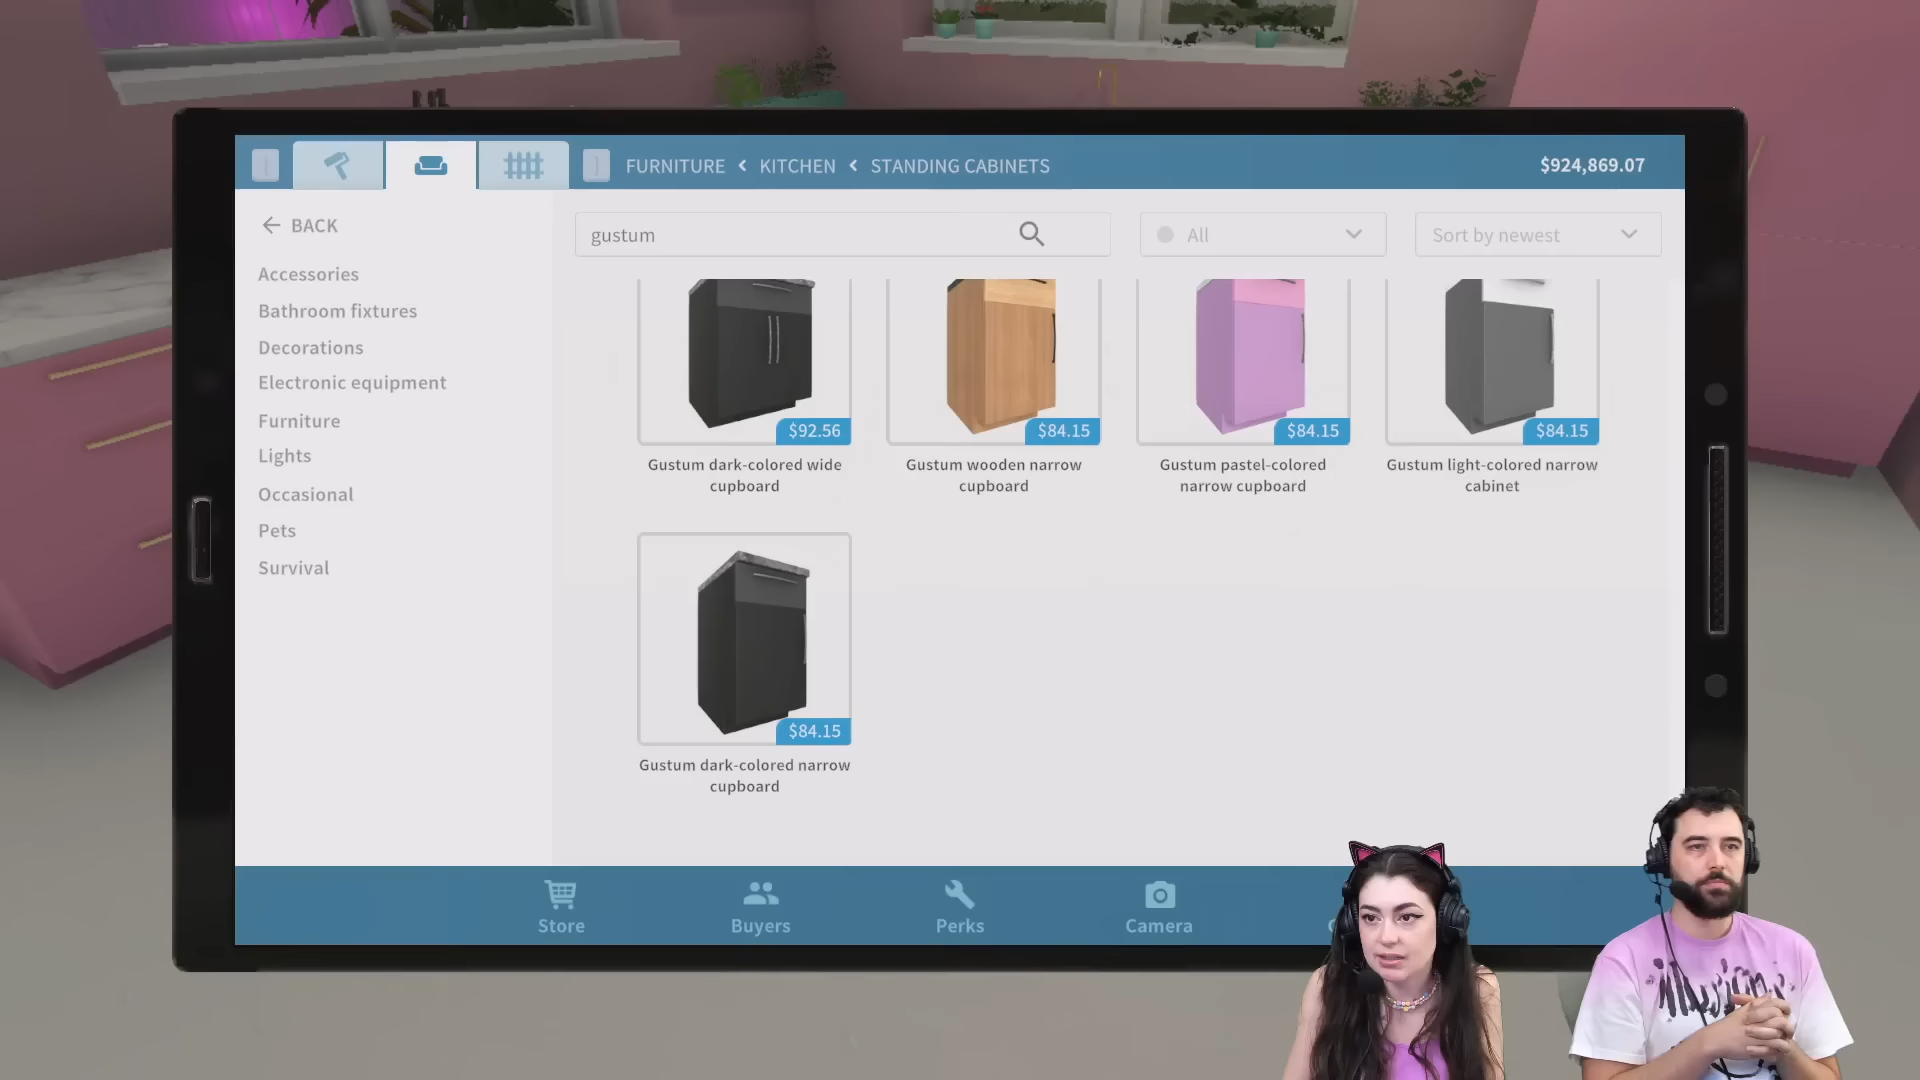 FURNITURE < KITCHEN < STANDING CABINETS
$924,869.07
BACK
gustum
All
Sort by newest
Accessories
Bathroom fixtures
Decorations
Electronic equipment
Furniture
Lights
Occasional
Pets
Survival
$92.56
$84.15
$84.15
$84.15
Gustum dark-colored wide
cupboard
Gustum wooden narrow
cupboard
Gustum pastel-colored
narrow cupboard
Gustum light-colored narrow
cabinet
$84.15
Gustum dark-colored narrow
cupboard
Store
Buyers
Perks
Camera